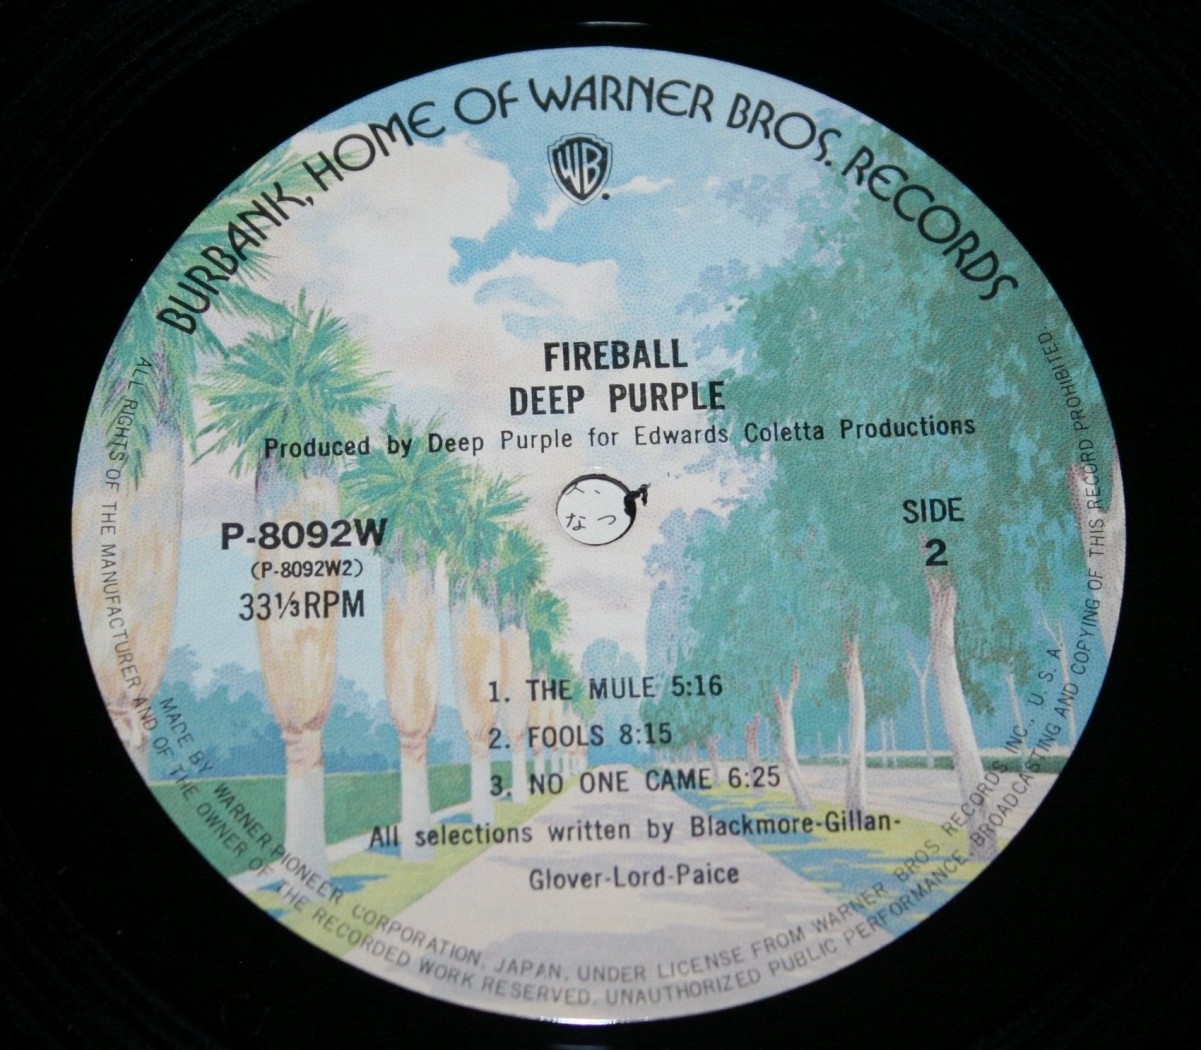 BURBANK, HOME OF WARNER BROS. RECORDS
WB
FIREBALL
DEEP PURPLE
Produced by Deep Purple for Edwards Coletta Productions
P-8092W
(P-8092W2)
33⅓RPM
SIDE
2
なっ
1. THE MULE 5:16
2. FOOLS 8:15
3. NO ONE CAME 6:25
All selections written by Blackmore-Gillan-
Glover-Lord-Paice
MADE BY WARNER-PIONEER CORPORATION, JAPAN, UNDER LICENSE FROM WARNER BROS. RECORDS, INC., U. S. A.
ALL RIGHTS OF THE MANUFACTURER AND OF THE OWNER OF THE RECORDED WORK RESERVED. UNAUTHORIZED PUBLIC PERFORMANCE, BROADCASTING AND COPYING OF THIS RECORD PROHIBITED